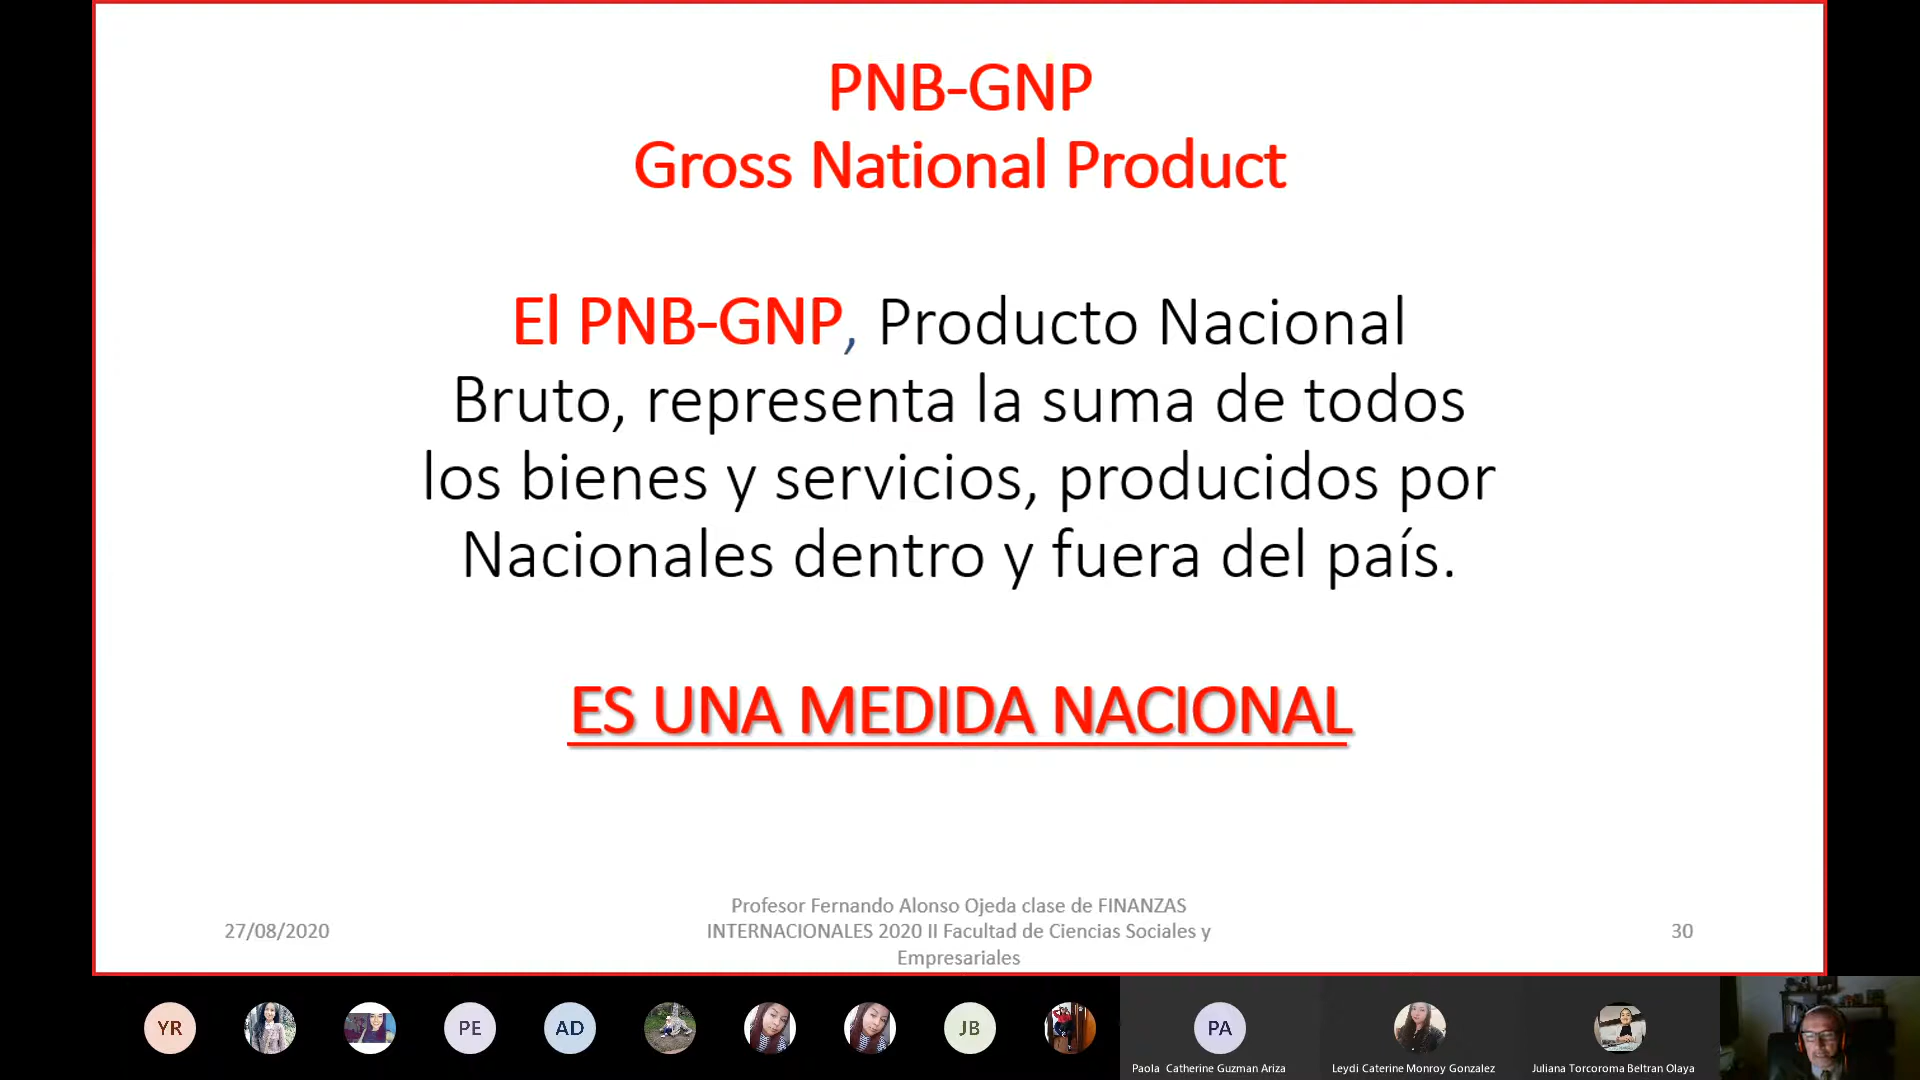 PNB-GNP
Gross National Product
El PNB-GNP, Producto Nacional
Bruto, representa la suma de todos
los bienes y servicios, producidos por
Nacionales dentro y fuera del país.
ES UNA MEDIDA NACIONAL
27/08/2020
Profesor Fernando Alonso Ojeda clase de FINANZAS
INTERNACIONALES 2020 II Facultad de Ciencias Sociales y
Empresariales
30
YR
PE
AD
JB
PA
Paola Catherine Guzman Ariza
Leydi Caterine Monroy Gonzalez
Juliana Torcoroma Beltran Olaya